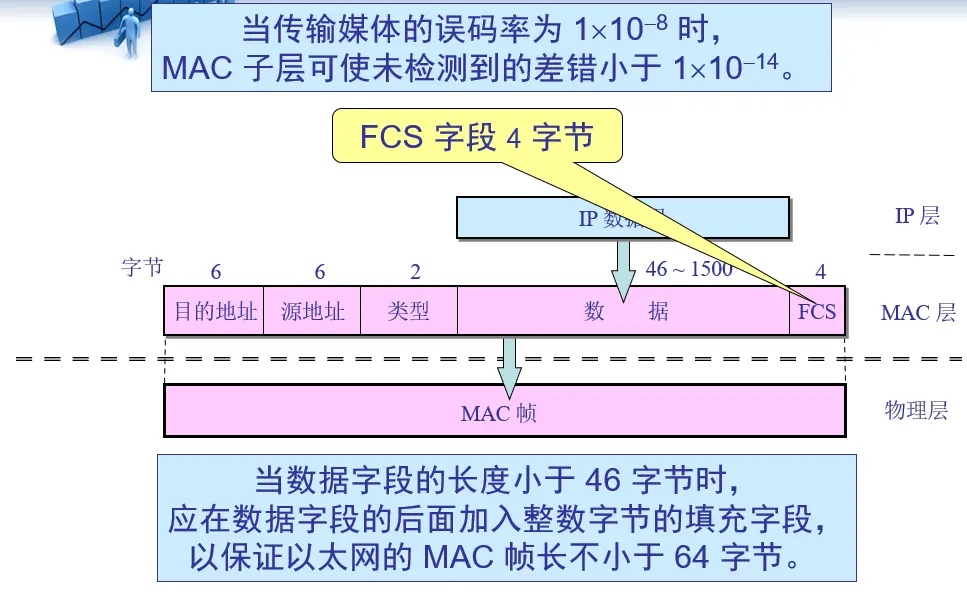 当传输媒体的误码率为 1×10⁻⁸ 时，
MAC 子层可使未检测到的差错小于 1×10⁻¹⁴。
FCS 字段 4 字节
IP 数据
IP 层
字节 6 6 2 46 ~ 1500 4
目的地址 源地址 类型 数 据 FCS MAC 层
MAC 帧 物理层
当数据字段的长度小于 46 字节时，
应在数据字段的后面加入整数字节的填充字段，
以保证以太网的 MAC 帧长不小于 64 字节。